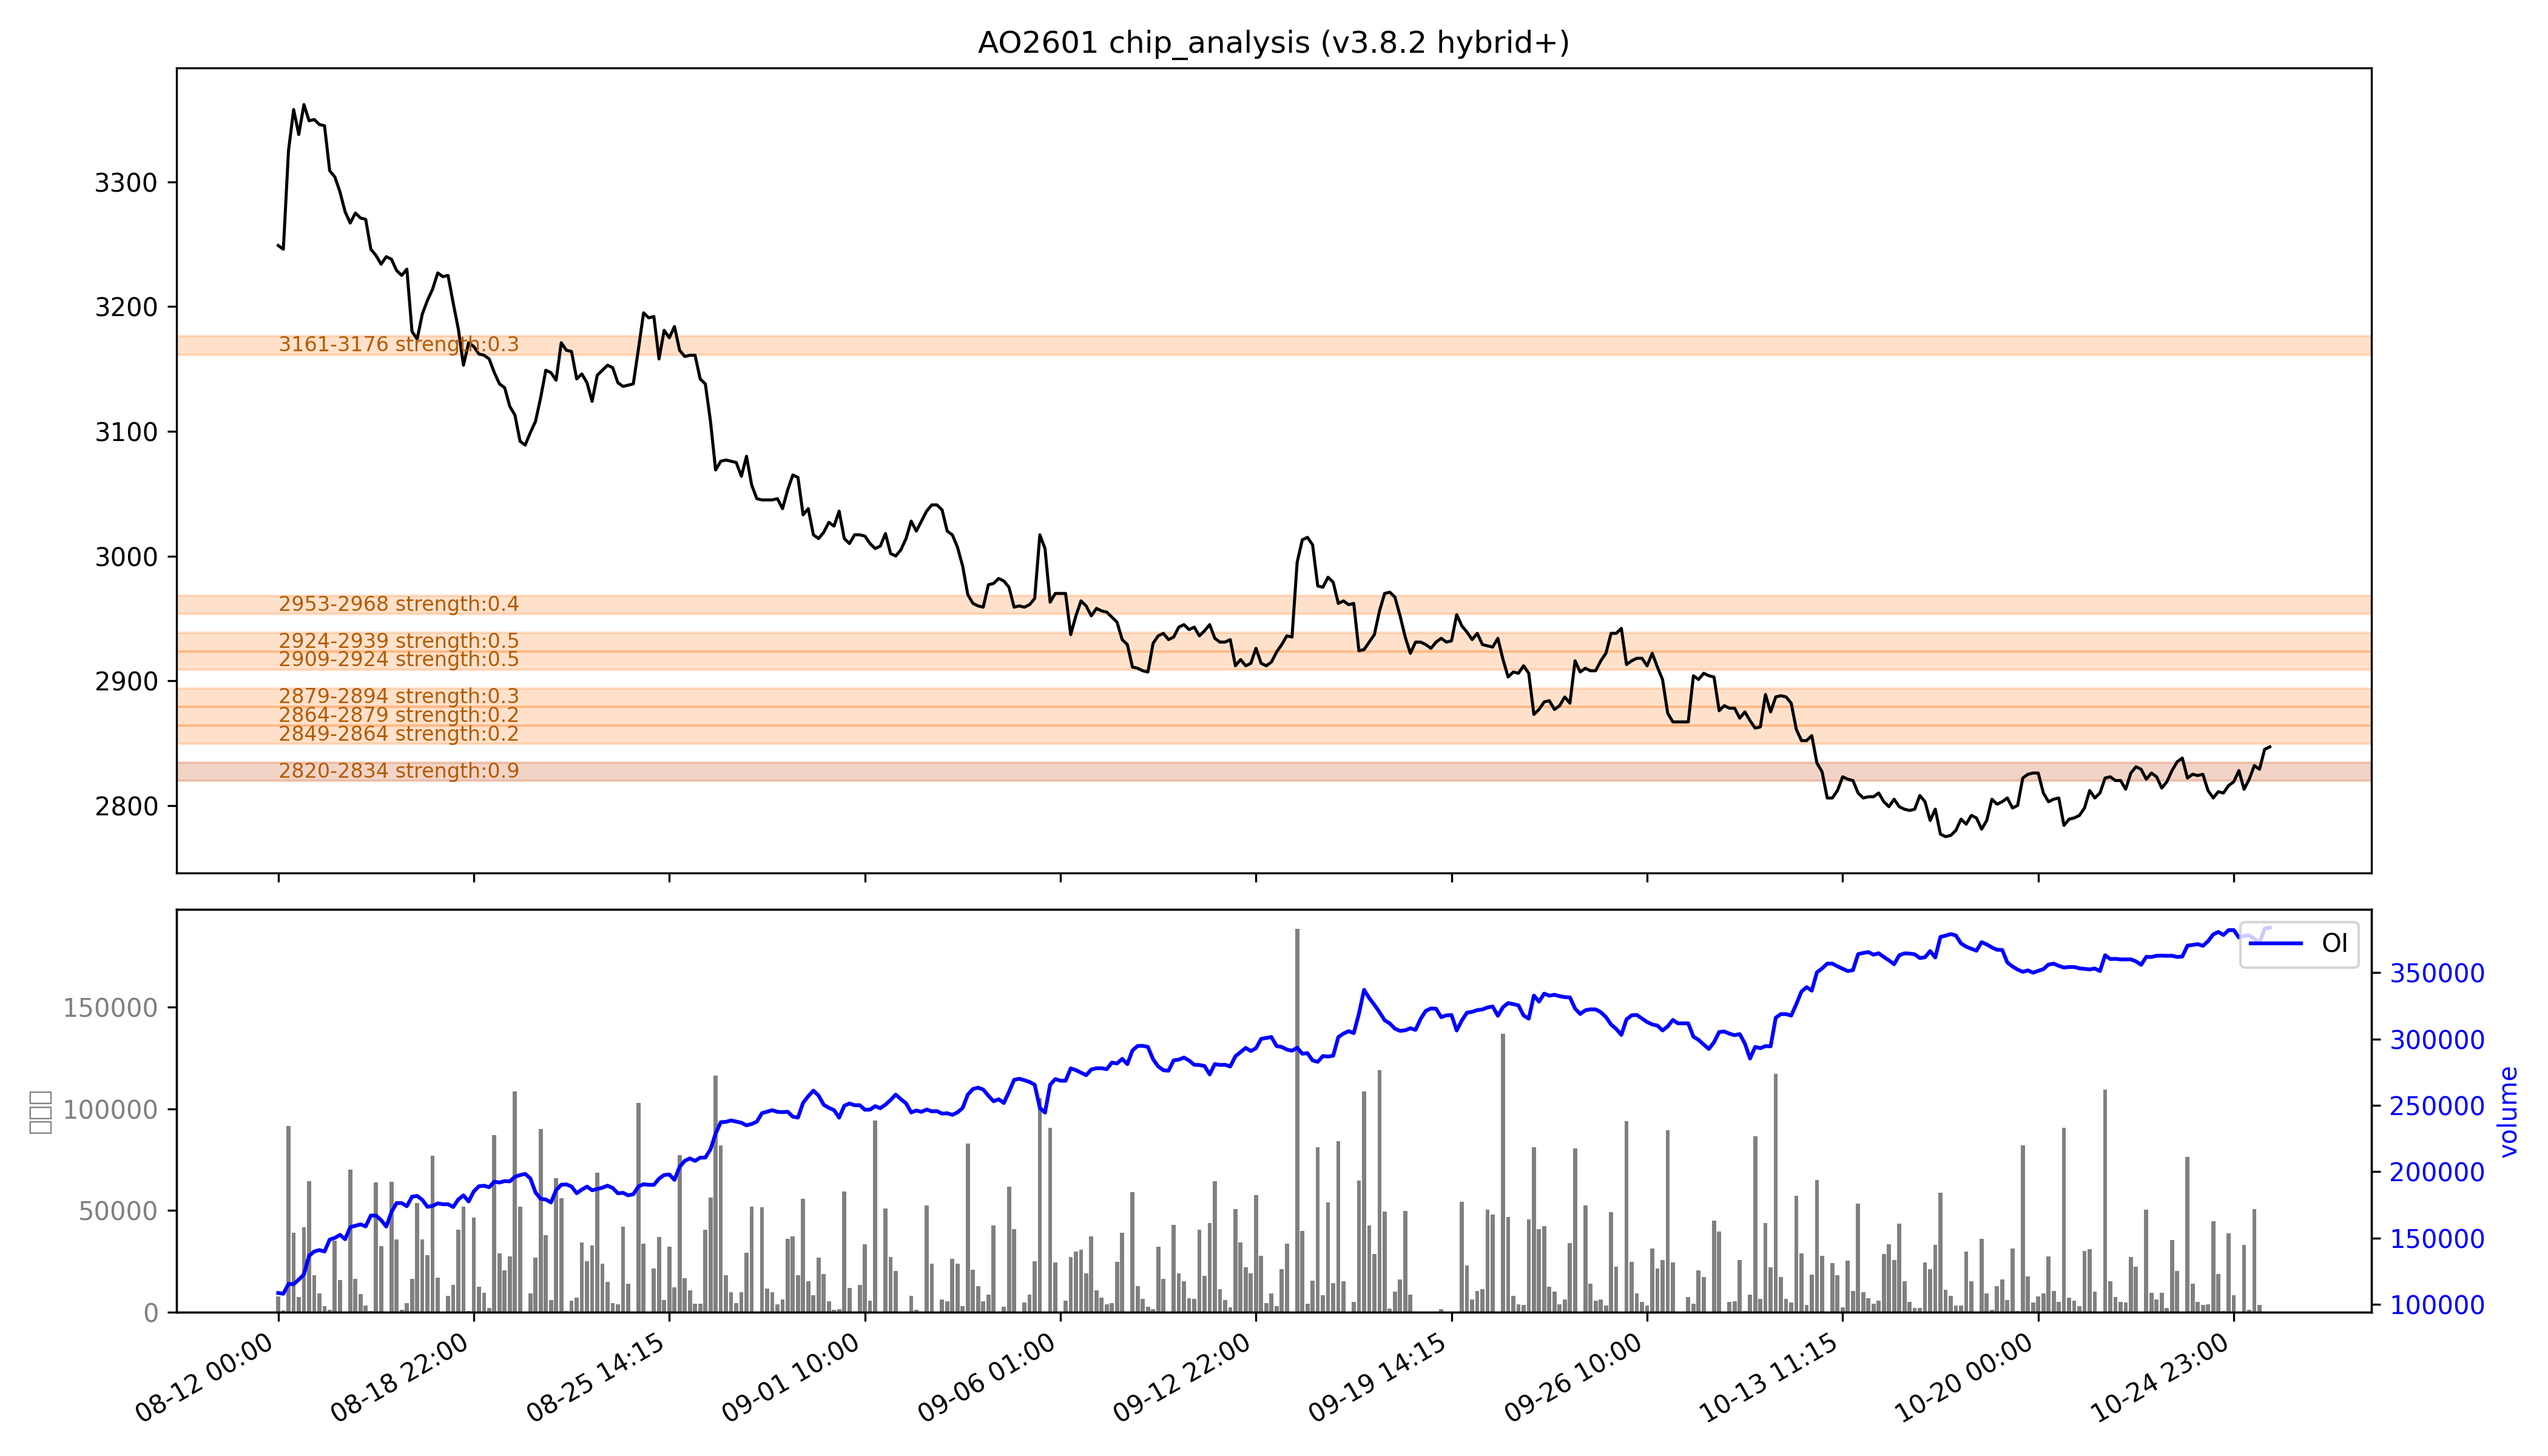 AO2601 chip_analysis (v3.8.2 hybrid+)
3300
3200
3100
3000
2900
2800
3161-3176 strength:0.3
2953-2968 strength:0.4
2924-2939 strength:0.5
2909-2924 strength:0.5
2879-2894 strength:0.3
2864-2879 strength:0.2
2849-2864 strength:0.2
2820-2834 strength:0.9
150000
100000
50000
0
OI
350000
300000
250000
200000
150000
100000
volume
08-12 00:00
08-18 22:00
08-25 14:15
09-01 10:00
09-06 01:00
09-12 22:00
09-19 14:15
09-26 10:00
10-13 11:15
10-20 00:00
10-24 23:00